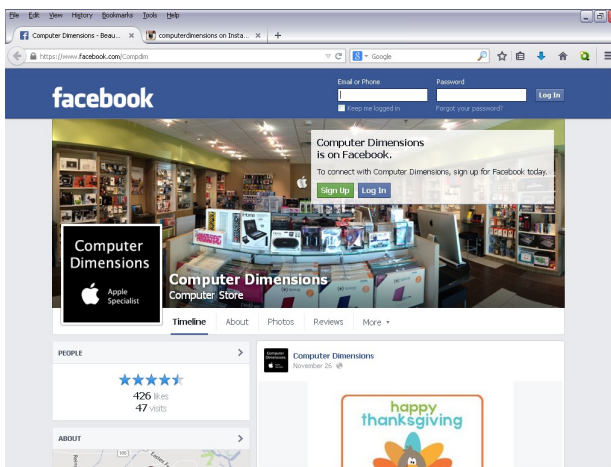 File Edit View History Bookmarks Tools Help
Computer Dimensions - Beau... × computerdimensions on Insta... × +
https://www.facebook.com/Compdim
Google
facebook
Email or Phone
Password
Log In
Keep me logged in
Forgot your password?
Computer Dimensions
is on Facebook.
To connect with Computer Dimensions, sign up for Facebook today.
Sign Up Log In
Computer
Dimensions
Apple
Specialist
Computer Dimensions
Computer Store
Timeline About Photos Reviews More
PEOPLE
426 likes
47 visits
ABOUT
Computer Dimensions
November 26
happy
thanksgiving